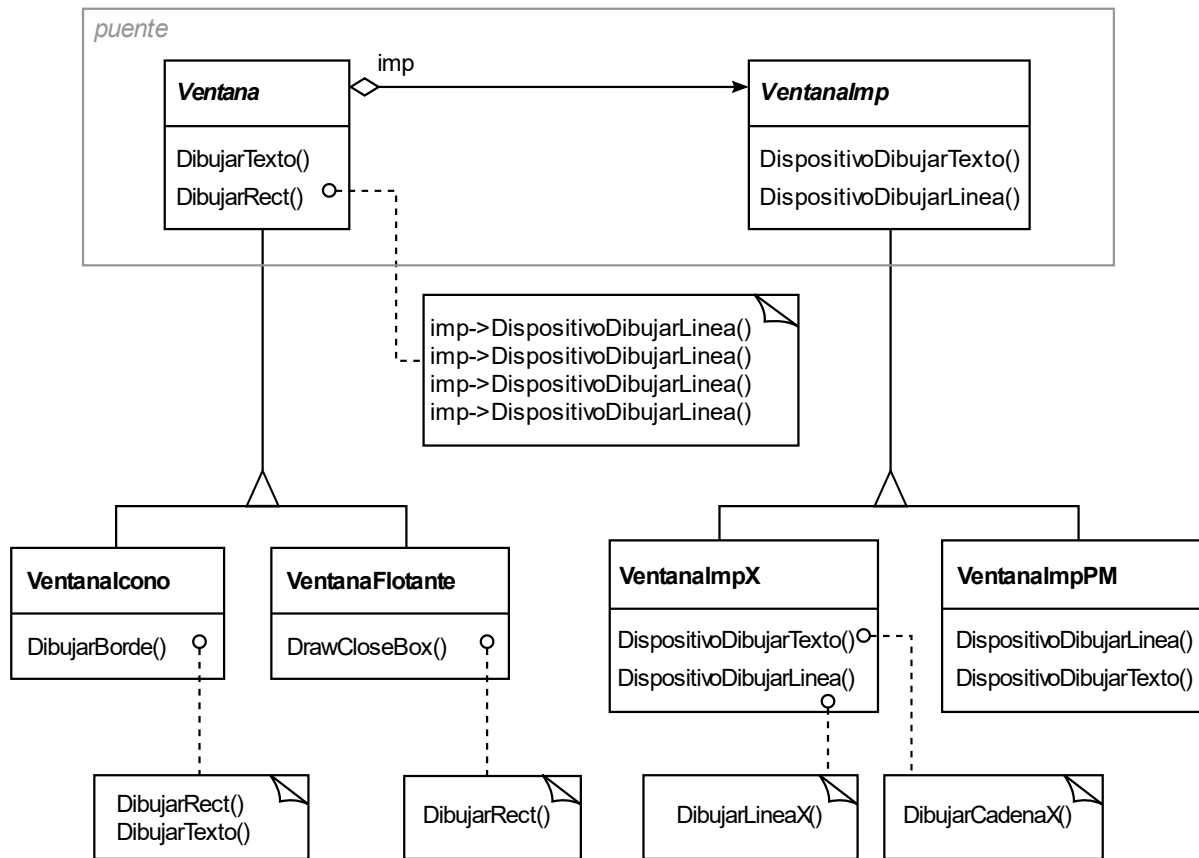 puente
Ventana
imp
VentanaImp
DibujarTexto()
DibujarRect()
DispositivoDibujarTexto()
DispositivoDibujarLinea()
imp->DispositivoDibujarLinea()
imp->DispositivoDibujarLinea()
imp->DispositivoDibujarLinea()
imp->DispositivoDibujarLinea()
VentanaIcono
DibujarBorde()
VentanaFlotante
DrawCloseBox()
VentanaImpX
DispositivoDibujarTexto()
DispositivoDibujarLinea()
VentanaImpPM
DispositivoDibujarLinea()
DispositivoDibujarTexto()
DibujarRect()
DibujarTexto()
DibujarRect()
DibujarLineaX()
DibujarCadenaX()